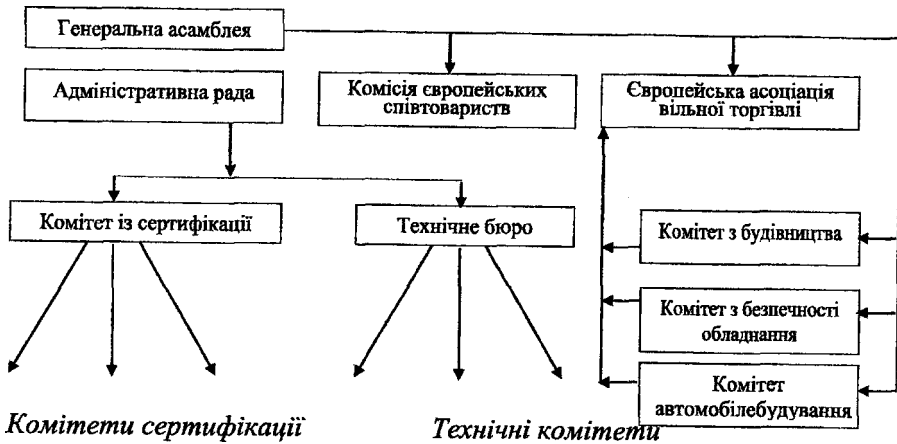 Генеральна асамблея
Адміністративна рада
Комісія європейських
співтовариств
Європейська асоціація
вільної торгівлі
Комітет із сертифікації
Технічне бюро
Комітет з будівництва
Комітет з безпечності
обладнання
Комітет
автомобілебудування
Комітети сертифікації
Технічні комітети